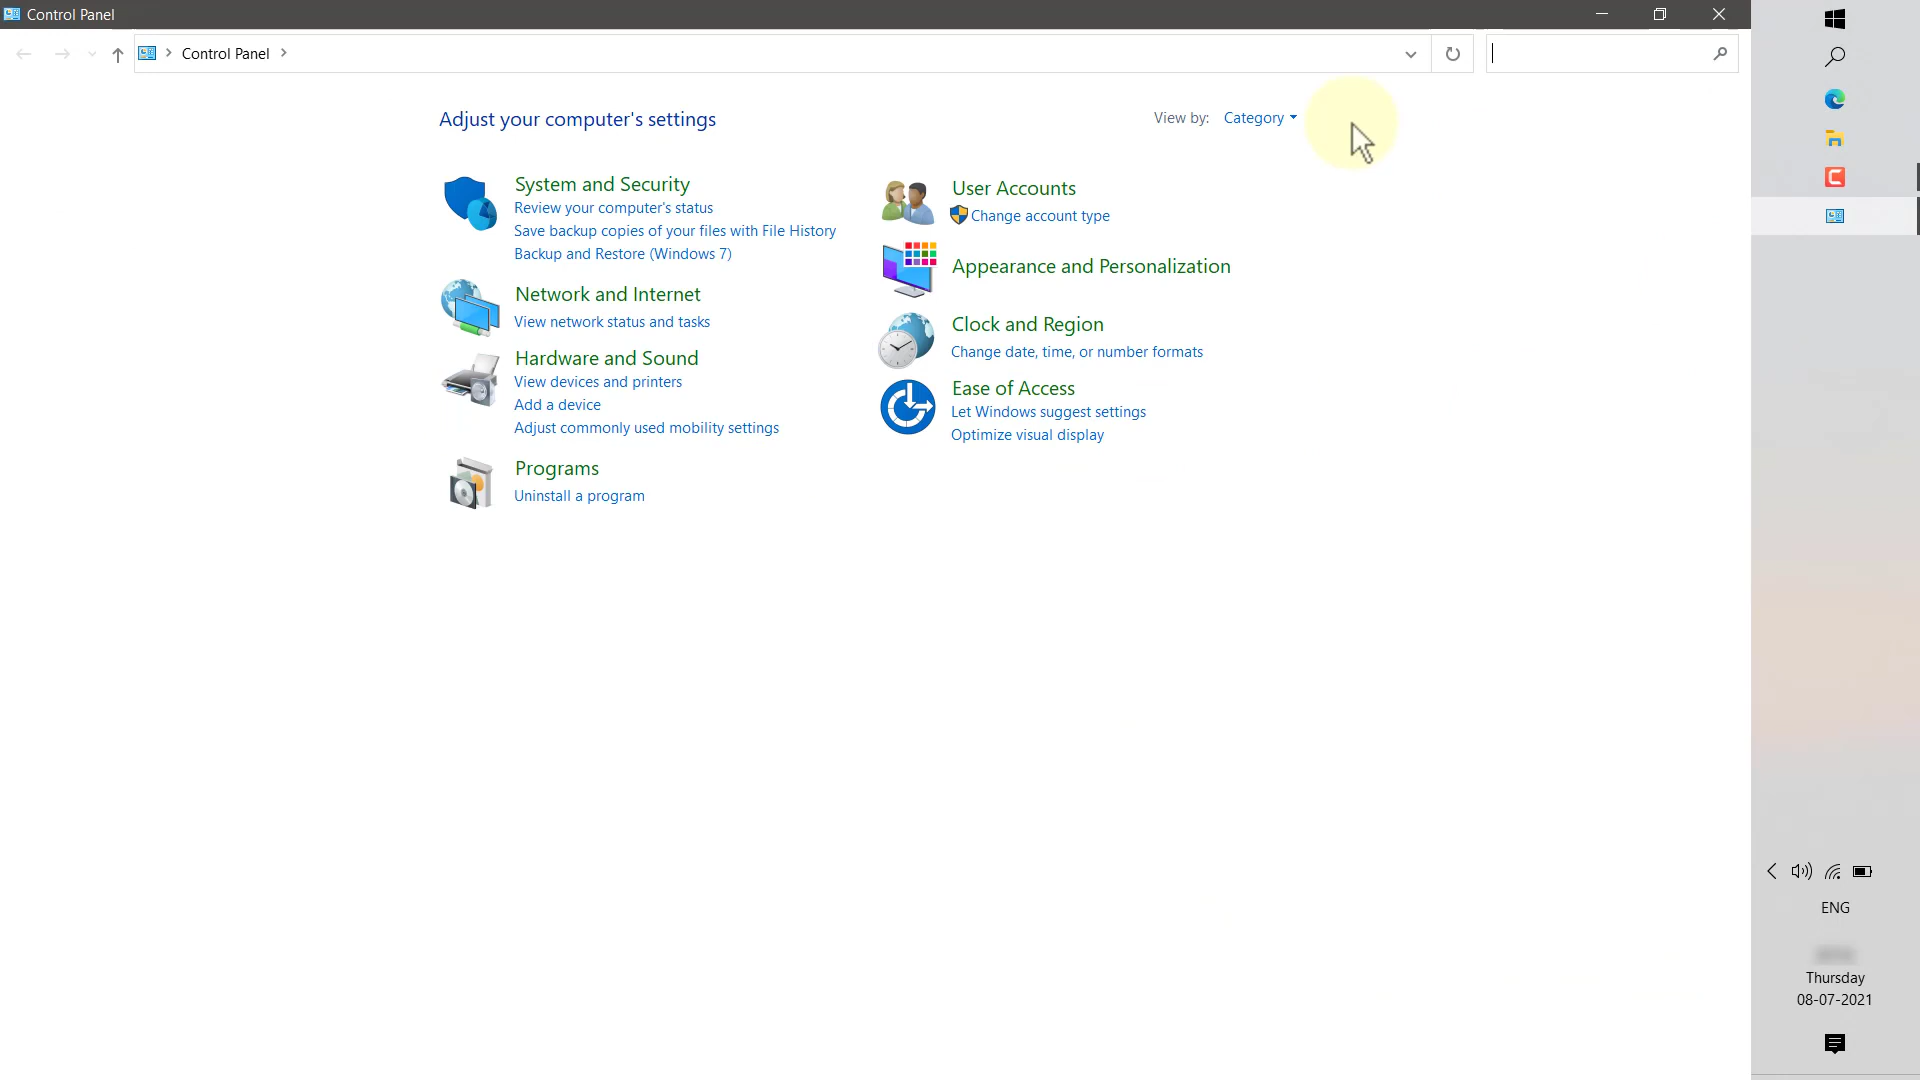 Control Panel
Control Panel
Adjust your computer's settings
View by: Category
System and Security
Review your computer's status
Save backup copies of your files with File History
Backup and Restore (Windows 7)
Network and Internet
View network status and tasks
Hardware and Sound
View devices and printers
Add a device
Adjust commonly used mobility settings
Programs
Uninstall a program
User Accounts
Change account type
Appearance and Personalization
Clock and Region
Change date, time, or number formats
Ease of Access
Let Windows suggest settings
Optimize visual display
ENG
Thursday
08-07-2021